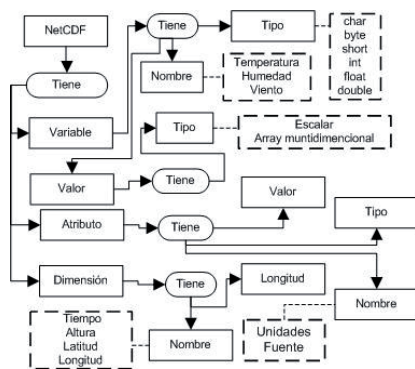 NetCDF
Tiene
Tiene
Tipo
char
byte
short
int
float
double
Nombre
Temperatura
Humedad
Viento
Variable
Tipo
Escalar
Array muntidimencional
Valor
Tiene
Valor
Atributo
Tiene
Tipo
Dimensión
Tiene
Longitud
Nombre
Tiempo
Altura
Latitud
Longitud
Nombre
Unidades
Fuente